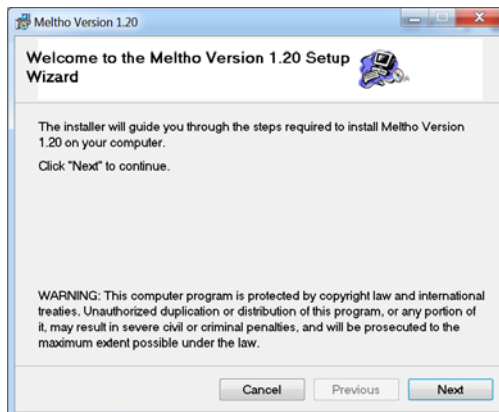 Meltho Version 1.20
Welcome to the Meltho Version 1.20 Setup
Wizard
The installer will guide you through the steps required to install Meltho Version
1.20 on your computer.
Click "Next" to continue.
WARNING: This computer program is protected by copyright law and international
treaties. Unauthorized duplication or distribution of this program, or any portion of
it, may result in severe civil or criminal penalties, and will be prosecuted to the
maximum extent possible under the law.
Cancel Previous Next